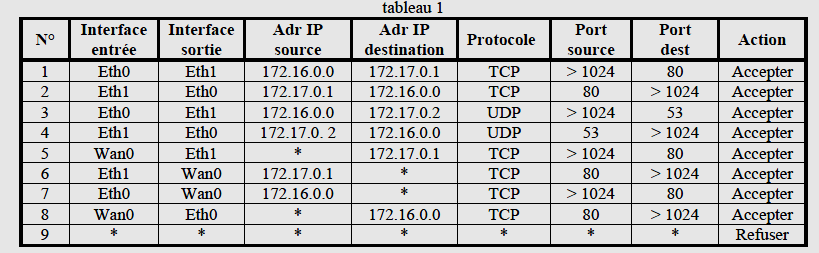 tableau 1
N° Interface entrée Interface sortie Adr IP source Adr IP destination Protocole Port source Port dest Action
1 Eth0 Eth1 172.16.0.0 172.17.0.1 TCP > 1024 80 Accepter
2 Eth1 Eth0 172.17.0.1 172.16.0.0 TCP 80 > 1024 Accepter
3 Eth0 Eth1 172.16.0.0 172.17.0.2 UDP > 1024 53 Accepter
4 Eth1 Eth0 172.17.0. 2 172.16.0.0 UDP 53 > 1024 Accepter
5 Wan0 Eth1 * 172.17.0.1 TCP > 1024 80 Accepter
6 Eth1 Wan0 172.17.0.1 * TCP 80 > 1024 Accepter
7 Eth0 Wan0 172.16.0.0 * TCP > 1024 80 Accepter
8 Wan0 Eth0 * 172.16.0.0 TCP 80 > 1024 Accepter
9 * * * * * * * Refuser